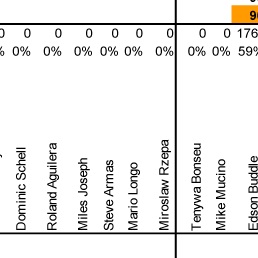 0 0 0 0 0 0 0 0 176
0% 0% 0% 0% 0% 0% 0% 59%
Dominic Schell
Roland Aguilera
Miles Joseph
Steve Armas
Mario Longo
Miroslaw Rzepa
Tenywa Bonseu
Mike Mucino
Edson Buddle